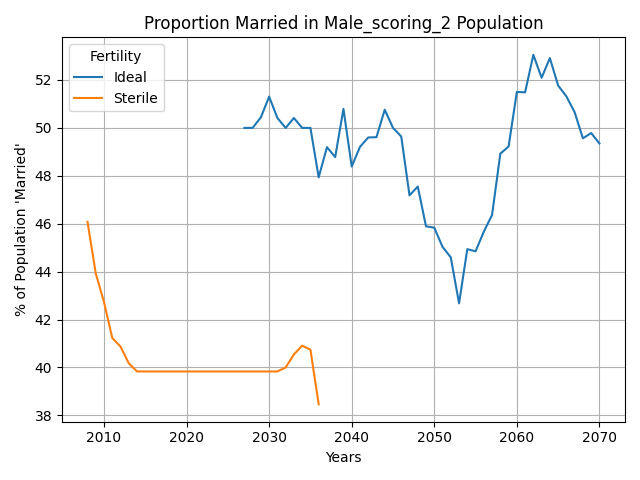 Proportion Married in Male_scoring_2 Population
Fertility
Ideal
Sterile
% of Population 'Married'
52
50
48
46
44
42
40
38
2010 2020 2030 2040 2050 2060 2070
Years